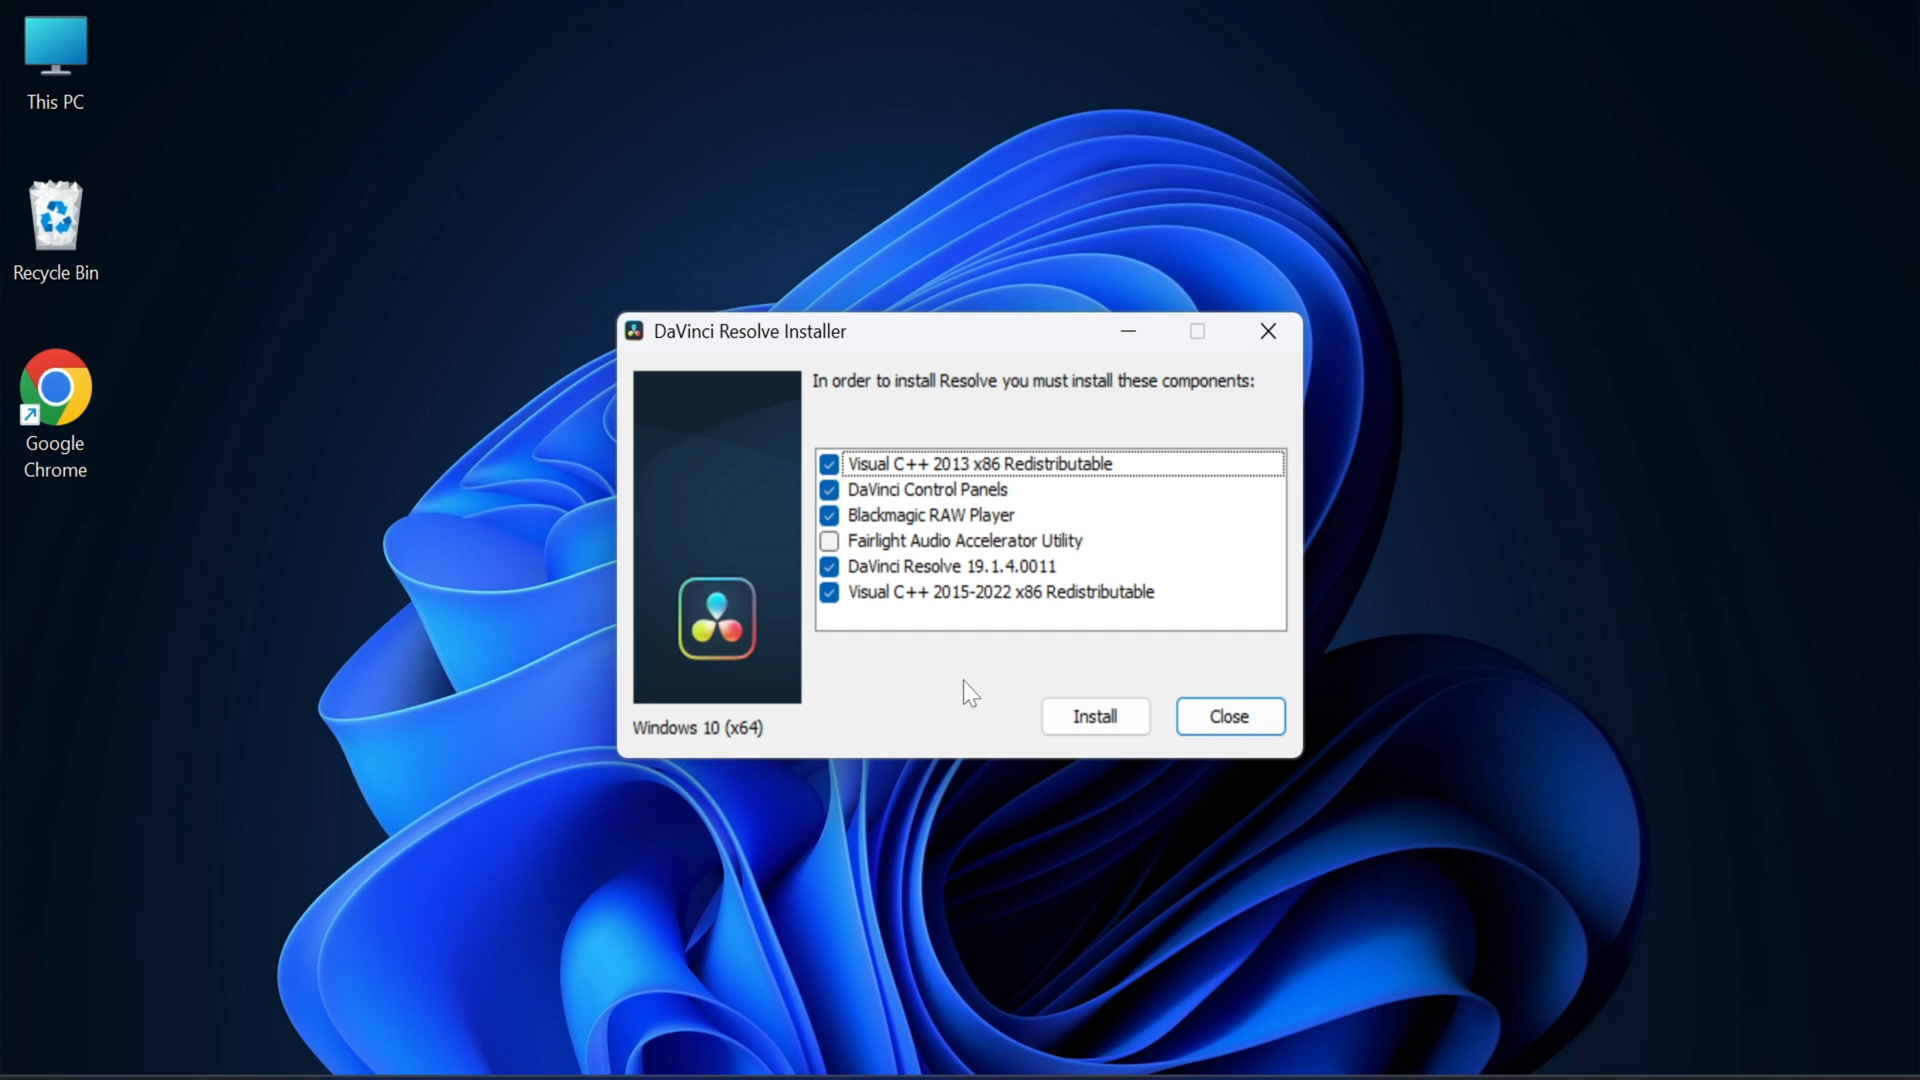 This PC
Recycle Bin
Google
Chrome
DaVinci Resolve Installer
In order to install Resolve you must install these components:
Visual C++ 2013 x86 Redistributable
DaVinci Control Panels
Blackmagic RAW Player
Fairlight Audio Accelerator Utility
DaVinci Resolve 19.1.4.0011
Visual C++ 2015-2022 x86 Redistributable
Install
Close
Windows 10 (x64)